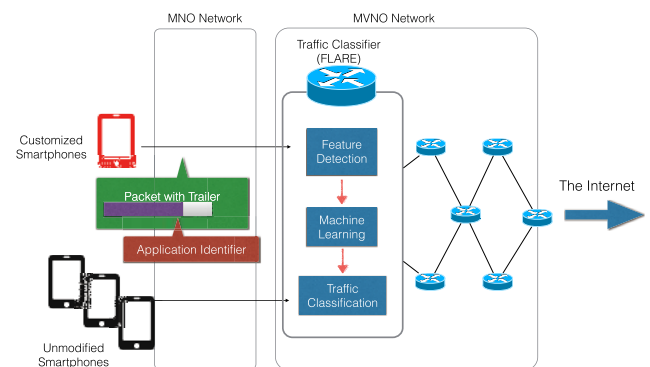 MNO Network
MVNO Network
Traffic Classifier
(FLARE)
Customized
Smartphones
Feature
Detection
Packet with Trailer
The Internet
Machine
Learning
Application Identifier
Traffic
Classification
Unmodified
Smartphones